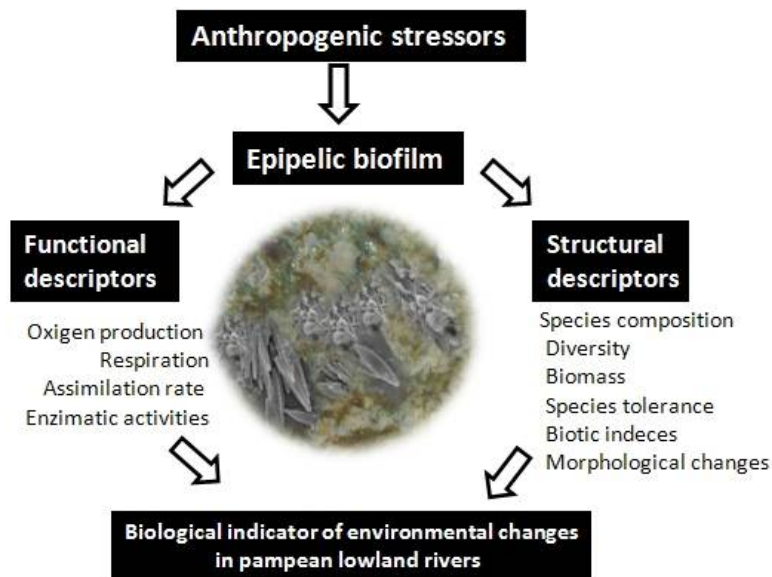 Anthropogenic stressors
Epipelic biofilm
Functional
descriptors
Oxigen production
Respiration
Assimilation rate
Enzimatic activities
Structural
descriptors
Species composition
Diversity
Biomass
Species tolerance
Biotic indeces
Morphological changes
Biological indicator of environmental changes
in pampean lowland rivers